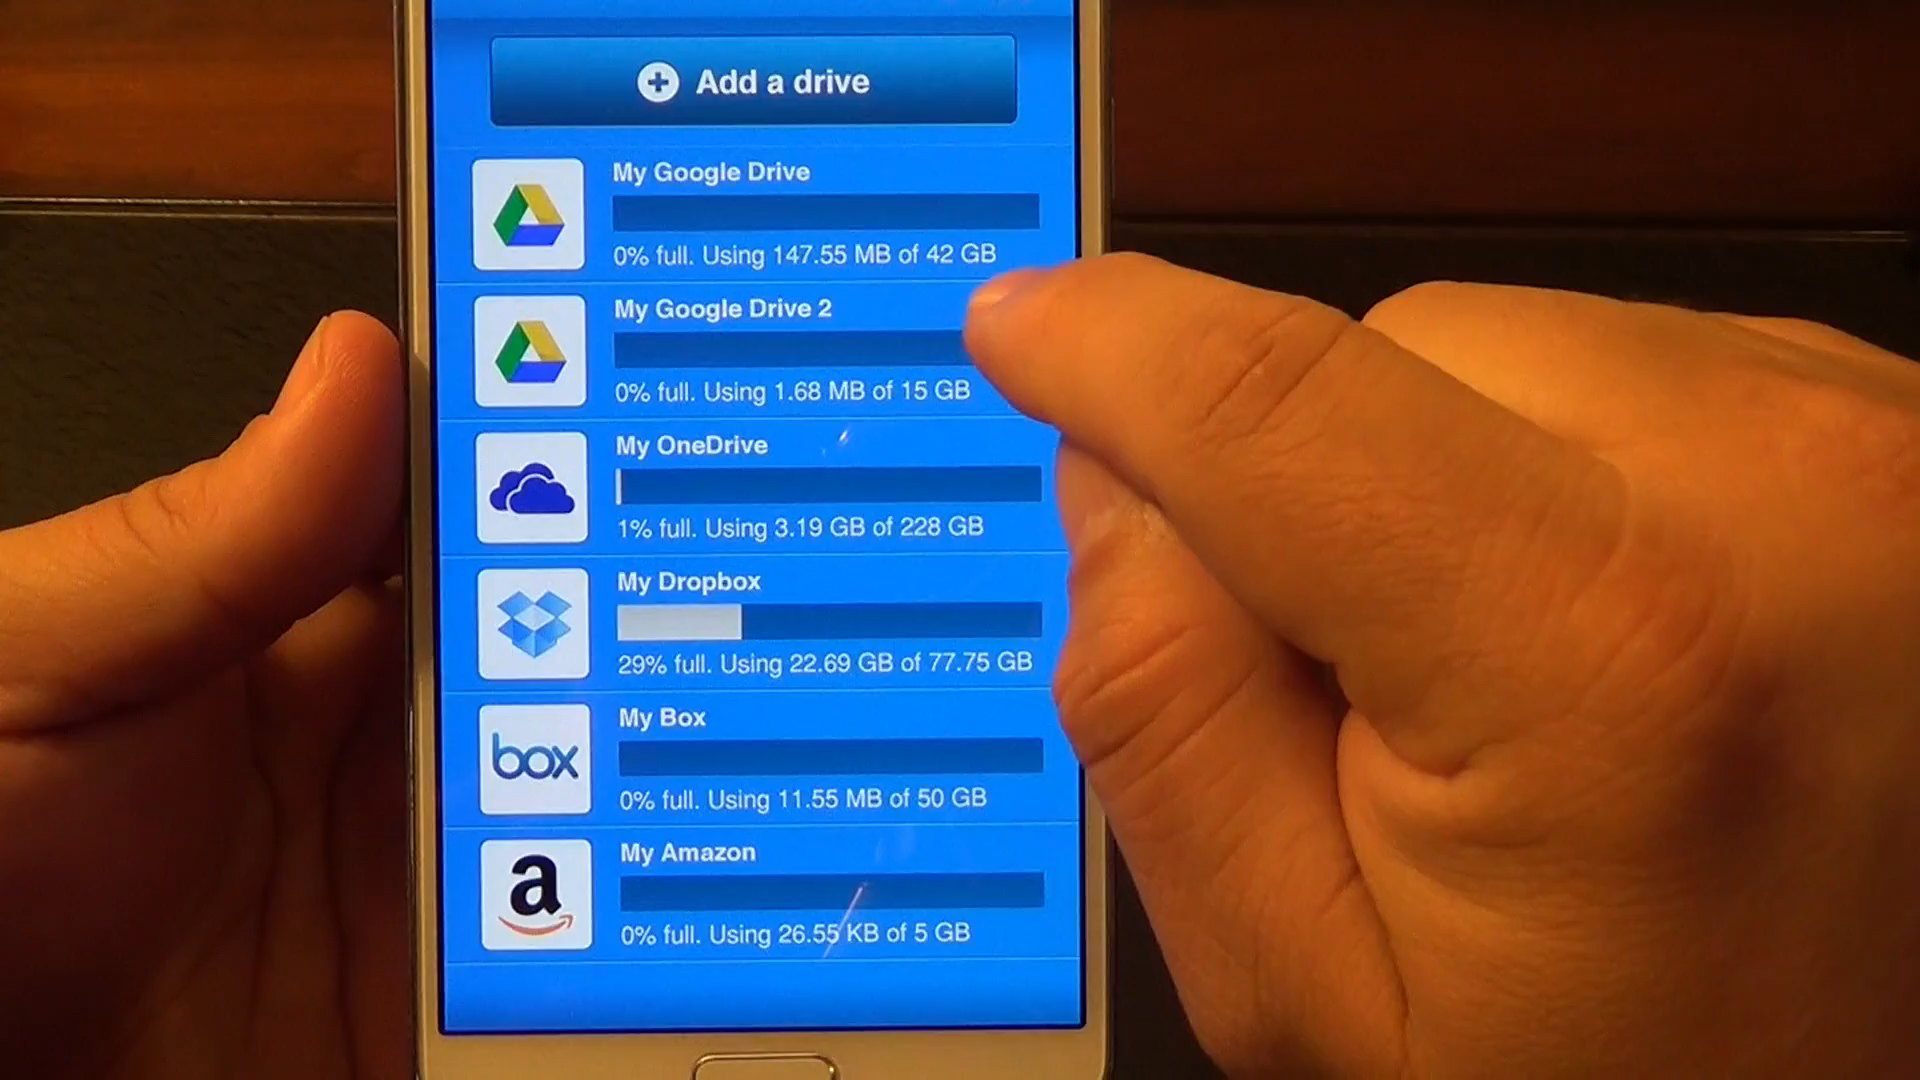 Add a drive
My Google Drive
0% full. Using 147.55 MB of 42 GB
My Google Drive 2
0% full. Using 1.68 MB of 15 GB
My OneDrive
1% full. Using 3.19 GB of 228 GB
My Dropbox
29% full. Using 22.69 GB of 77.75 GB
box
My Box
0% full. Using 11.55 MB of 50 GB
a
My Amazon
0% full. Using 26.55 KB of 5 GB